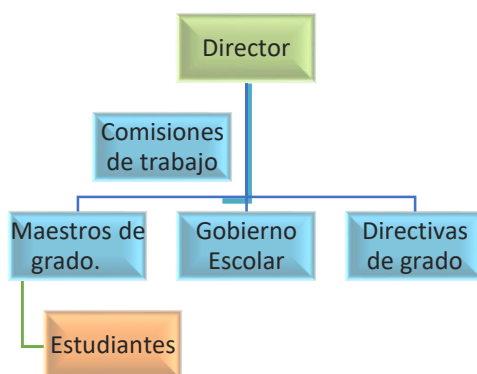 Director
Comisiones
de trabajo
Maestros de
grado.
Gobierno
Escolar
Directivas
de grado
Estudiantes